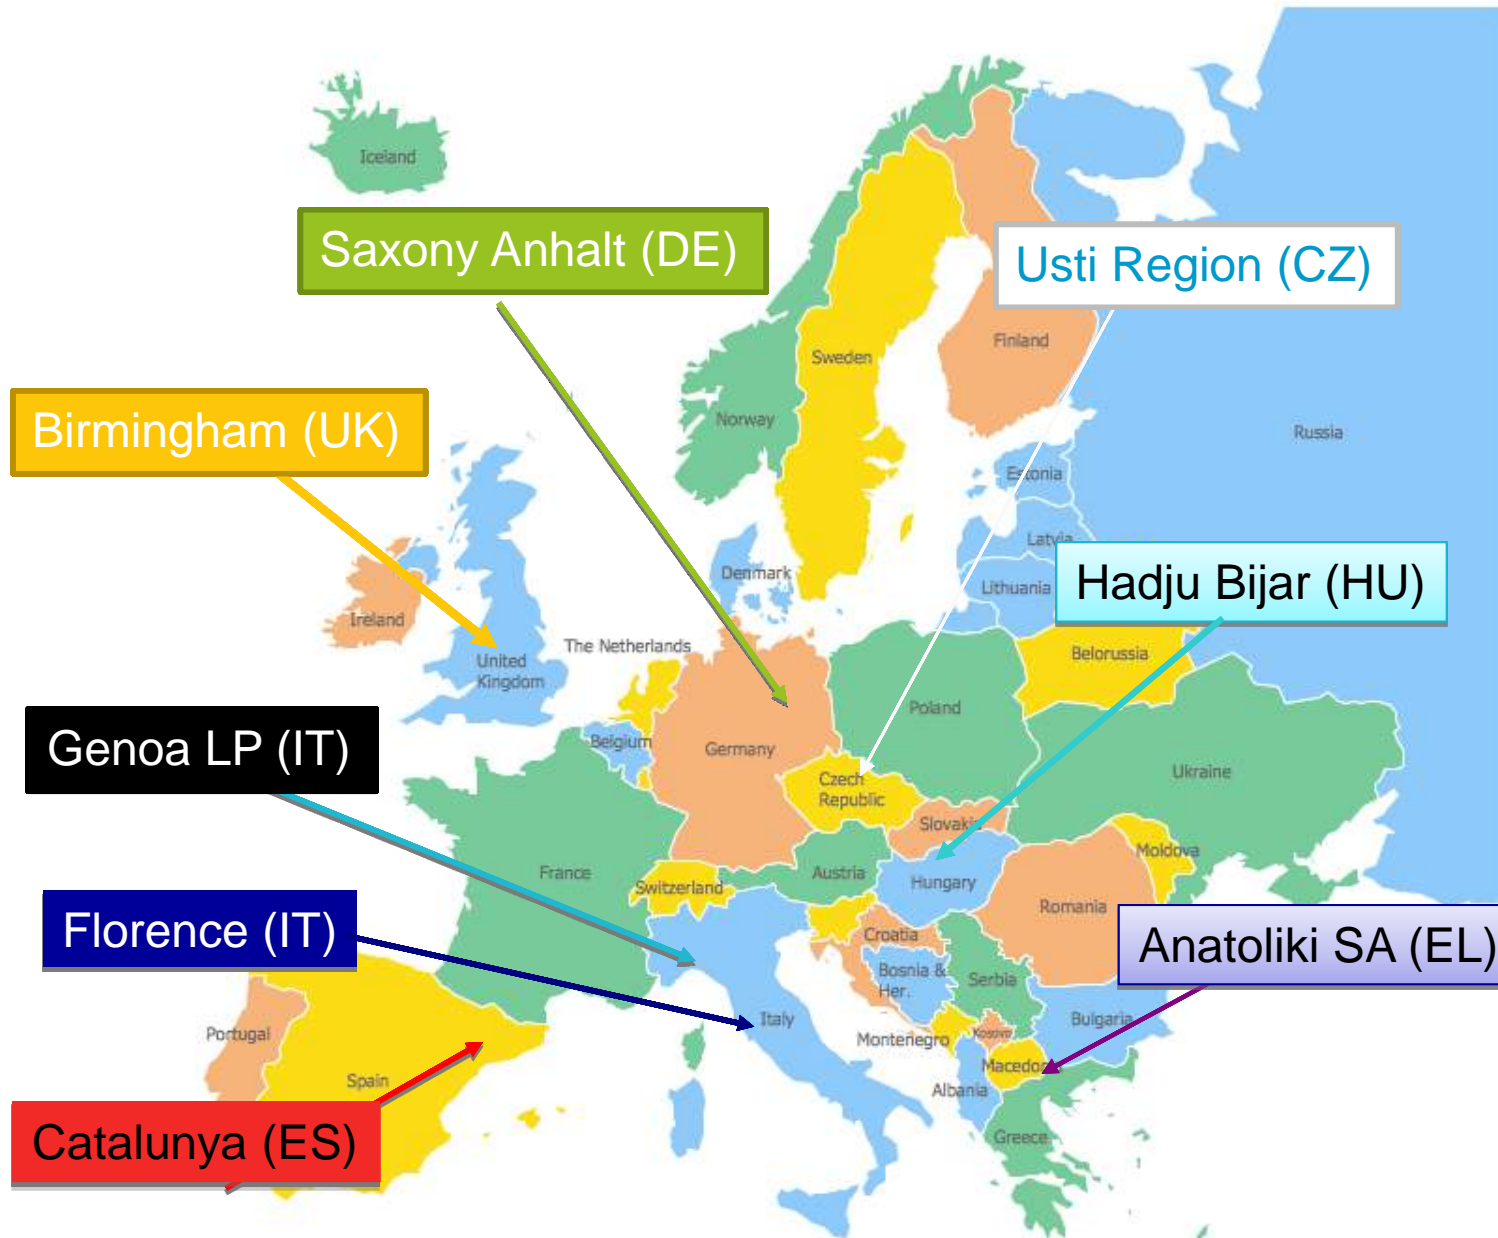 Iceland
Saxony Anhalt (DE)
Usti Region (CZ)
Finland
Sweden
Birmingham (UK)
Norway
Russia
Estonia
Latvia
Denmark
Hadju Bijar (HU)
Lithuania
Ireland
The Netherlands
Belorussia
United
Kingdom
Poland
Genoa LP (IT)
Belgium
Germany
Czech
Republic
Ukraine
Slovakia
Moldova
France
Switzerland
Austria
Hungary
Romania
Florence (IT)
Croatia
Anatoliki SA (EL)
Bosnia &
Her.
Serbia
Portugal
Italy
Bulgaria
Montenegro
Kosovo
Spain
Albania
Catalunya (ES)
Greece